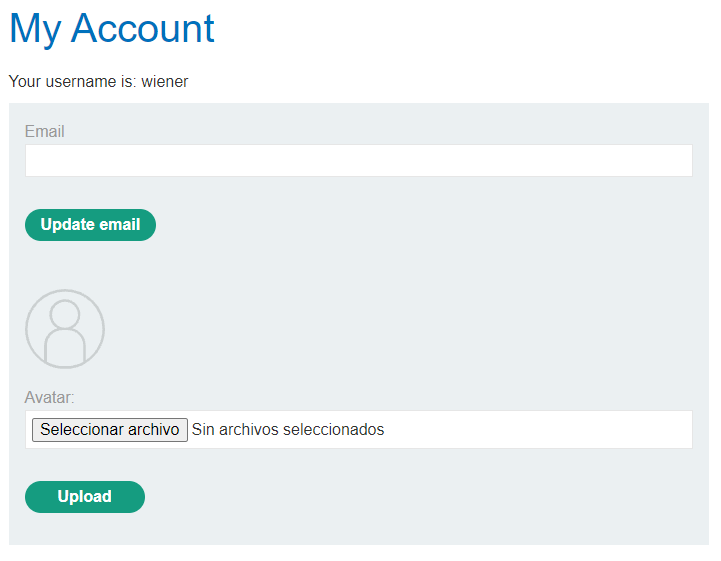 My Account
Your username is: wiener
Email
Update email
Avatar:
Seleccionar archivo Sin archivos seleccionados
Upload